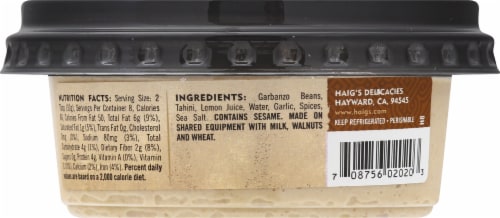 NUTRITION FACTS: Serving Size: 2
Tbs (33g), Servings Per Container 8, Calories
80, Calories From Fat 50, Total Fat 6g (9%),
Saturated Fat 1g (5%), Trans Fat 0g, Cholesterol
0mg (0%), Sodium 80mg (3%), Total
Carbohydrate 4g (1%), Dietary Fiber 2g (8%),
Sugars 0g, Protein 4g, Vitamin A (0%), Vitamin
Calcium (2%), Iron (4%). Percent daily
values are based on a 2,000 calorie diet.
INGREDIENTS: Garbanzo Beans,
Tahini, Lemon Juice, Water, Garlic, Spices,
Sea Salt. CONTAINS SESAME. MADE ON
SHARED EQUIPMENT WITH MILK, WALNUTS
AND WHEAT.
HAIG'S DELICACIES
HAYWARD, CA. 94545
www.haigs.com
KEEP REFRIGERATED • PERISHABLE
7 08756 02020 3